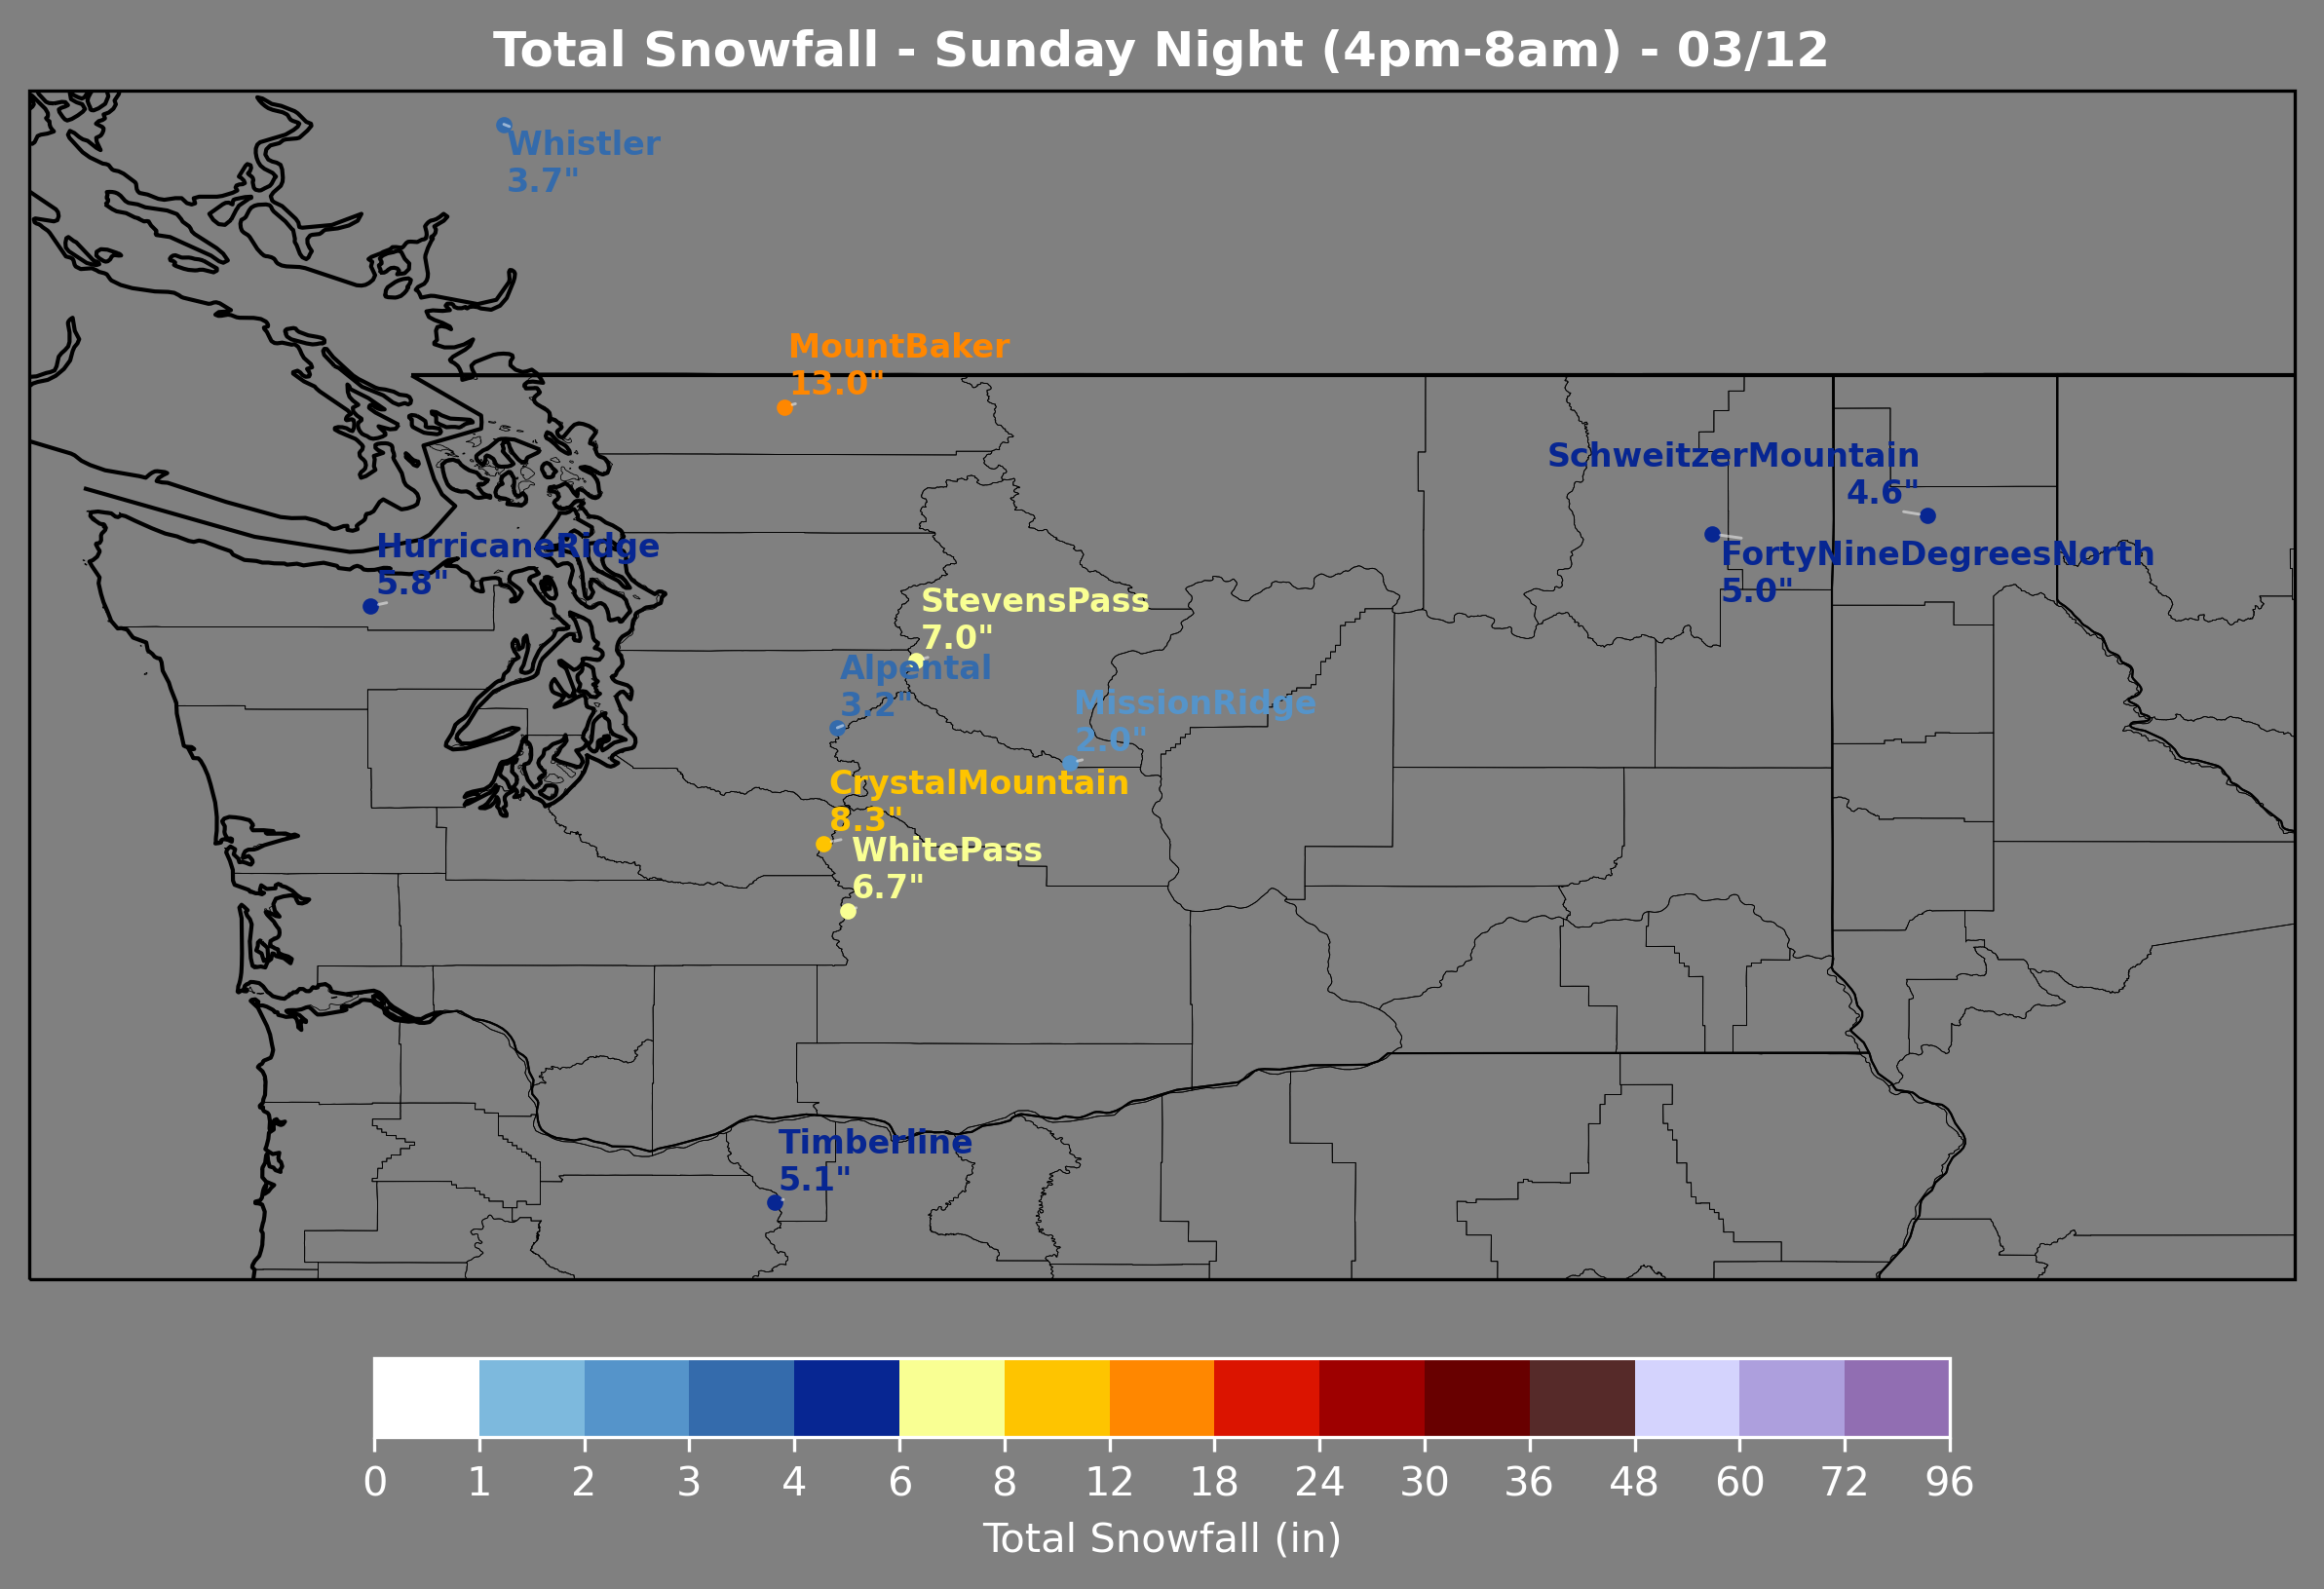 Total Snowfall - Sunday Night (4pm-8am) - 03/12
Whistler
3.7"
MountBaker
13.0"
SchweitzerMountain
4.6"
HurricaneRidge
5.8"
FortyNineDegreesNorth
5.0"
StevensPass
7.0"
Alpental
3.2"
MissionRidge
2.0"
CrystalMountain
8.3"
WhitePass
6.7"
Timberline
5.1"
0 1 2 3 4 6 8 12 18 24 30 36 48 60 72 96
Total Snowfall (in)